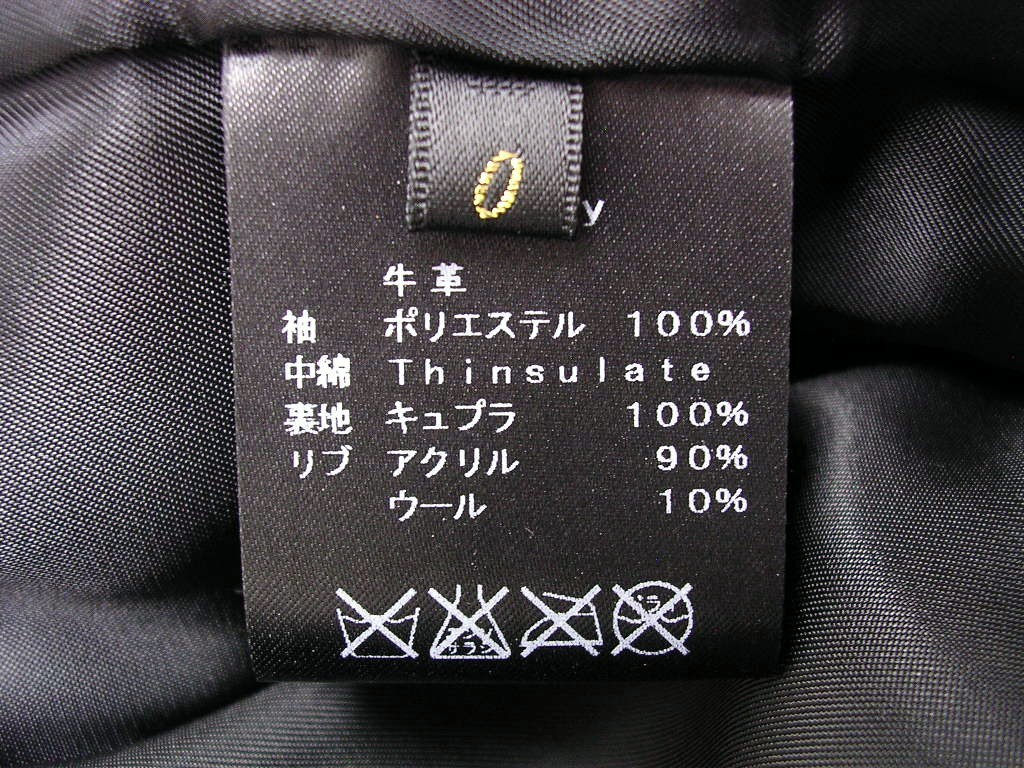 0
y
牛革
袖 ポリエステル 100%
中綿 Thinsulate
裏地 キュプラ 100%
リブ アクリル 90%
ウール 10%